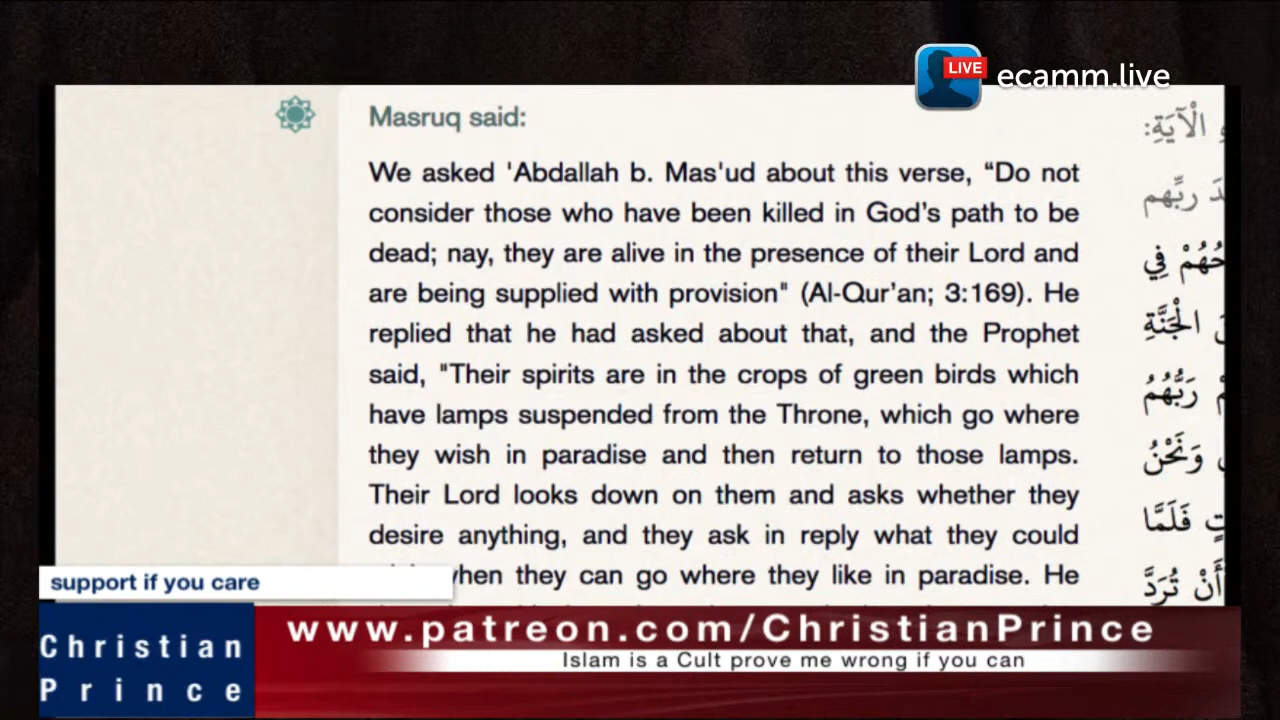 LIVE ecamm.live
Masruq said:
We asked 'Abdallah b. Mas'ud about this verse, “Do not
consider those who have been killed in God’s path to be
dead; nay, they are alive in the presence of their Lord and
are being supplied with provision" (Al-Qur’an; 3:169). He
replied that he had asked about that, and the Prophet
said, "Their spirits are in the crops of green birds which
have lamps suspended from the Throne, which go where
they wish in paradise and then return to those lamps.
Their Lord looks down on them and asks whether they
desire anything, and they ask in reply what they could
when they can go where they like in paradise. He
الْآيَةِ:
رَبِّهِم
فِي
الْجَنَّةِ
رَبُّهُمُ
وَنَحْنُ
فَلَمَّا
أَنْ تُرَدَّ
support if you care
Christian
Prince
www.patreon.com/ChristianPrince
Islam is a Cult prove me wrong if you can